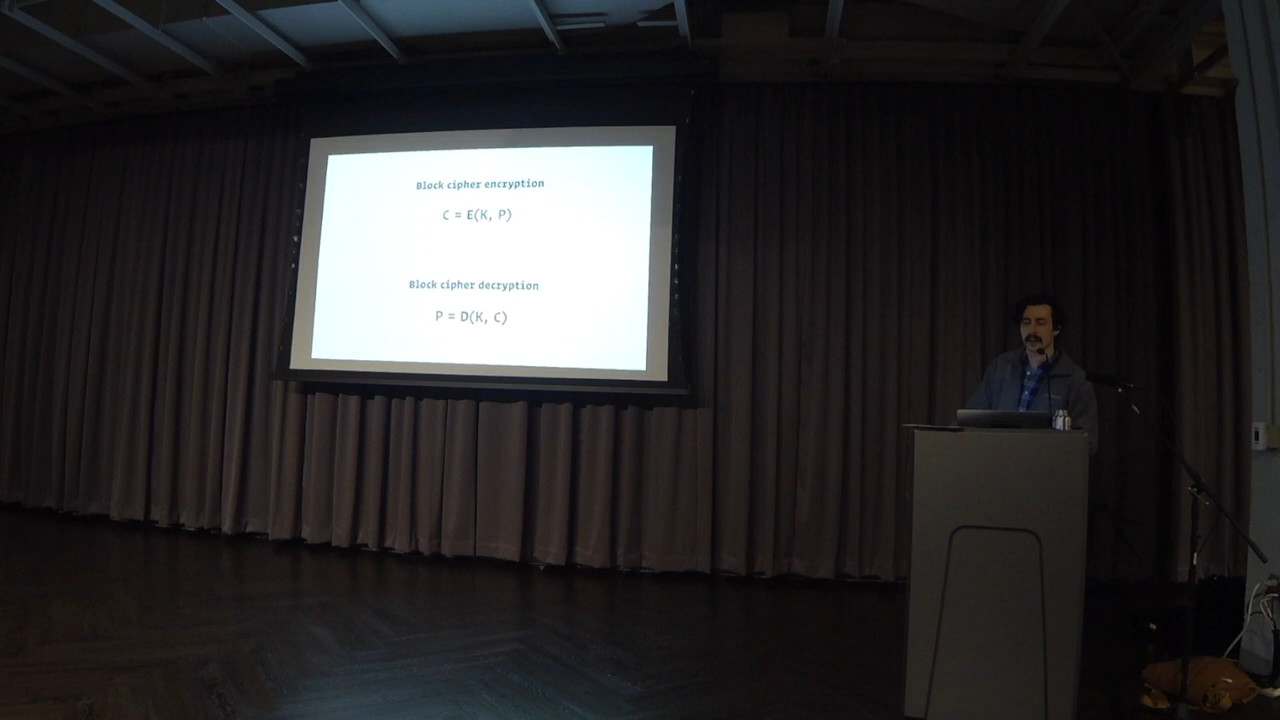 Block cipher encryption
C = E(K, P)
Block cipher decryption
P = D(K, C)